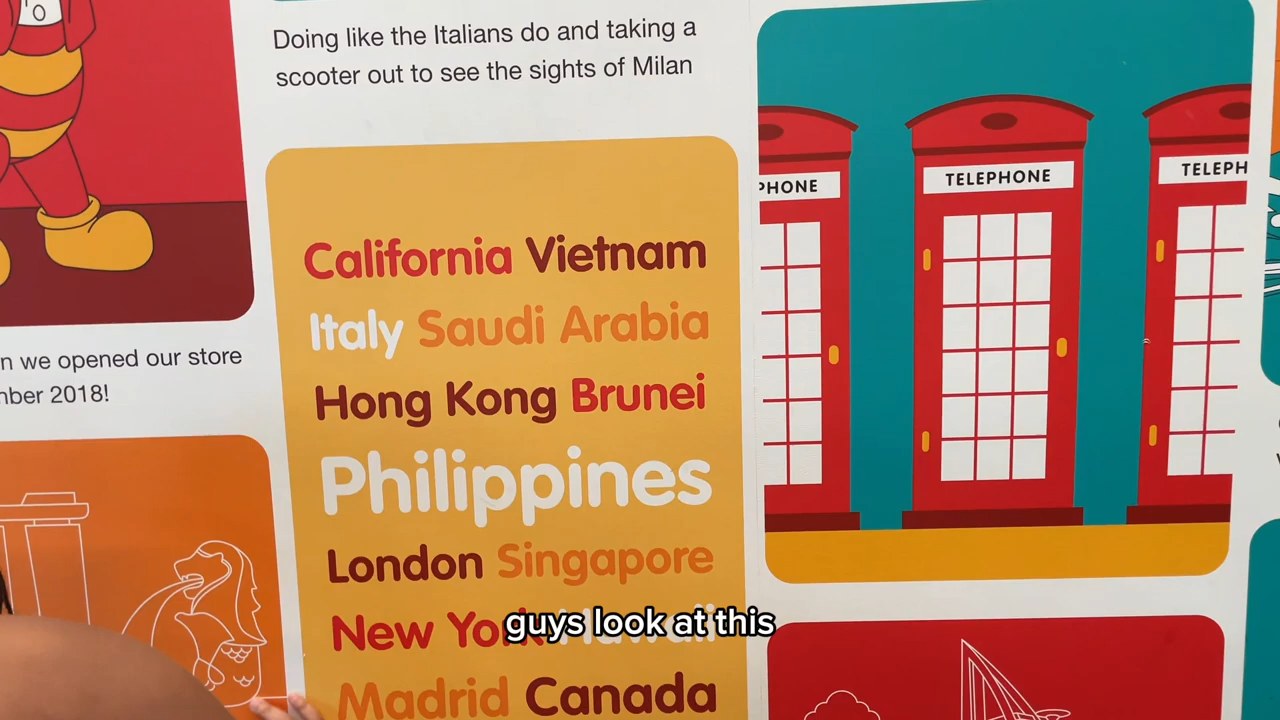 Doing like the Italians do and taking a
scooter out to see the sights of Milan
n we opened our store
mber 2018!
California Vietnam
Italy Saudi Arabia
Hong Kong Brunei
Philippines
London Singapore
New York Hawaii
Madrid Canada
PHONE
TELEPHONE
TELEPH
guys look at this